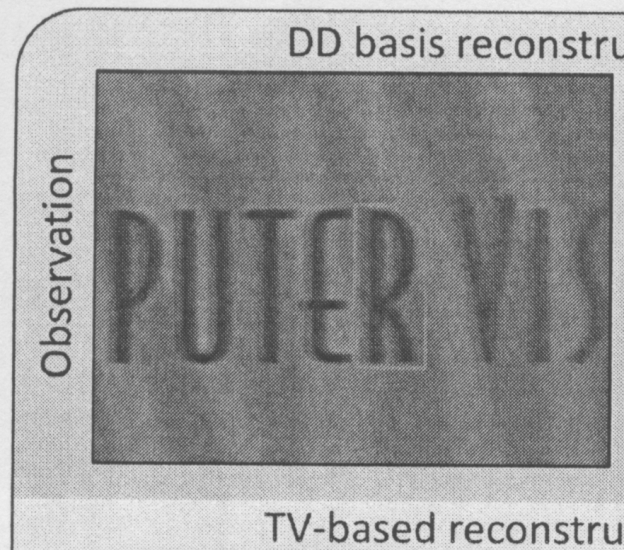 DD basis reconstru
Observation
PUTER VIS
TV-based reconstru